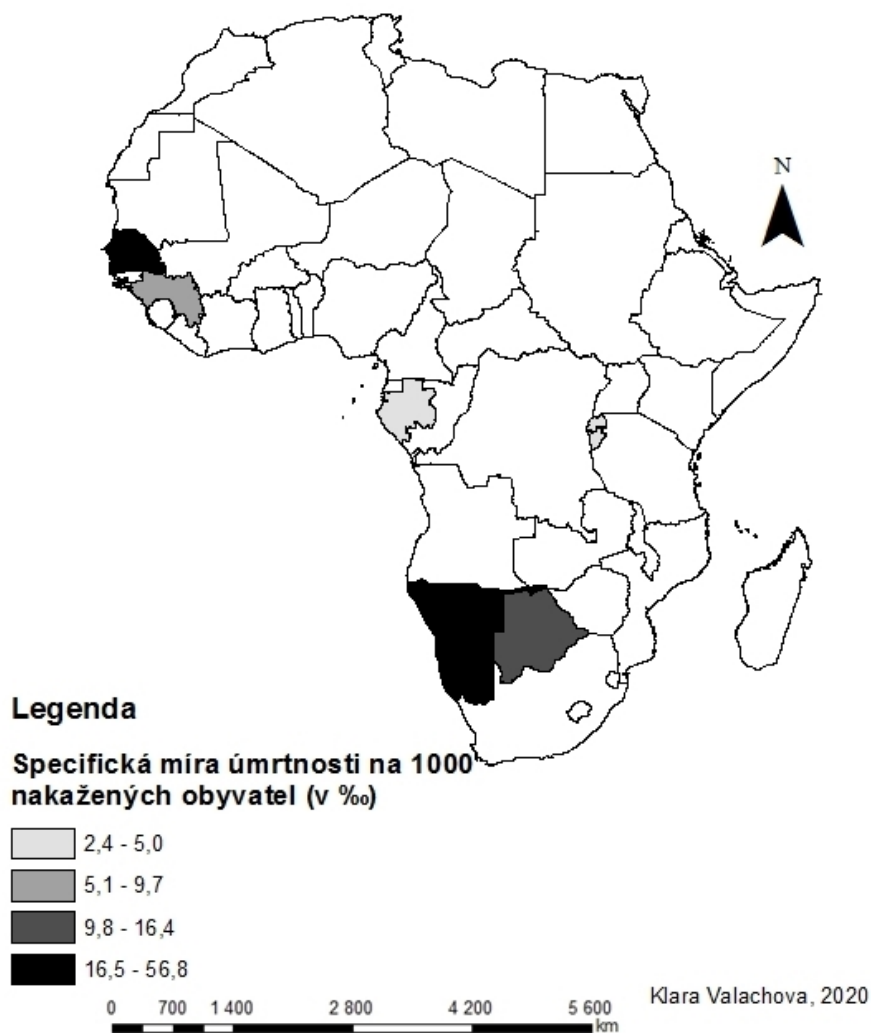 N
Legenda
Specifická míra úmrtnosti na 1000
nakažených obyvatel (v ‰)
2,4 - 5,0
5,1 - 9,7
9,8 - 16,4
16,5 - 56,8
Klara Valachova, 2020
0 700 1 400 2 800 4 200 5 600
km